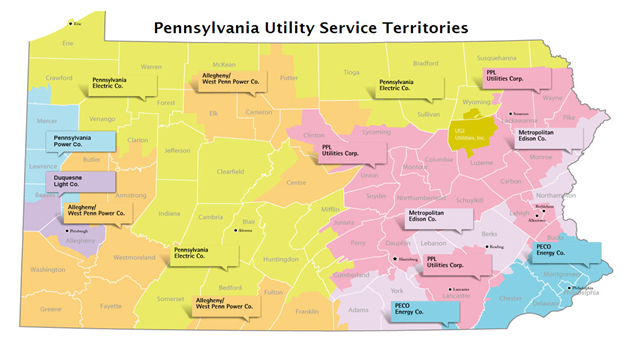 Pennsylvania Utility Service Territories
Erie
Erie
Crawford
Warren
McKean
Potter
Tioga
Bradford
Susquehanna
Pennsylvania
Electric Co.
Allegheny/
West Penn Power Co.
Pennsylvania
Electric Co.
PPL
Utilities Corp.
Wayne
Forest
Elk
Cameron
Sullivan
Wyoming
Lackawanna
Scranton
Pike
Mercer
Venango
Clarion
Clinton
Lycoming
UGI
Utilities, Inc.
Metropolitan
Edison Co.
Pennsylvania
Power Co.
Jefferson
PPL
Utilities Corp.
Montour
Columbia
Luzerne
Monroe
Lawrence
Butler
Clearfield
Centre
Union
Carbon
Duquesne
Light Co.
Beaver
Armstrong
Snyder
Northumberland
Schuylkill
Northampton
Allegheny/
West Penn Power Co.
Indiana
Cambria
Blair
Altoona
Mifflin
Juniata
Metropolitan
Edison Co.
Lehigh
Bethlehem
Allentown
Pittsburgh
Allegheny
Westmoreland
Pennsylvania
Electric Co.
Huntingdon
Perry
Dauphin
Lebanon
Berks
Reading
Bucks
PECO
Energy Co.
Harrisburg
PPL
Utilities Corp.
Montgomery
Washington
Cumberland
Lancaster
Lancaster
Chester
Delaware
Philadelphia
Philadelphia
Greene
Fayette
Somerset
Bedford
Allegheny/
West Penn Power Co.
Fulton
Franklin
Adams
York
PECO
Energy Co.